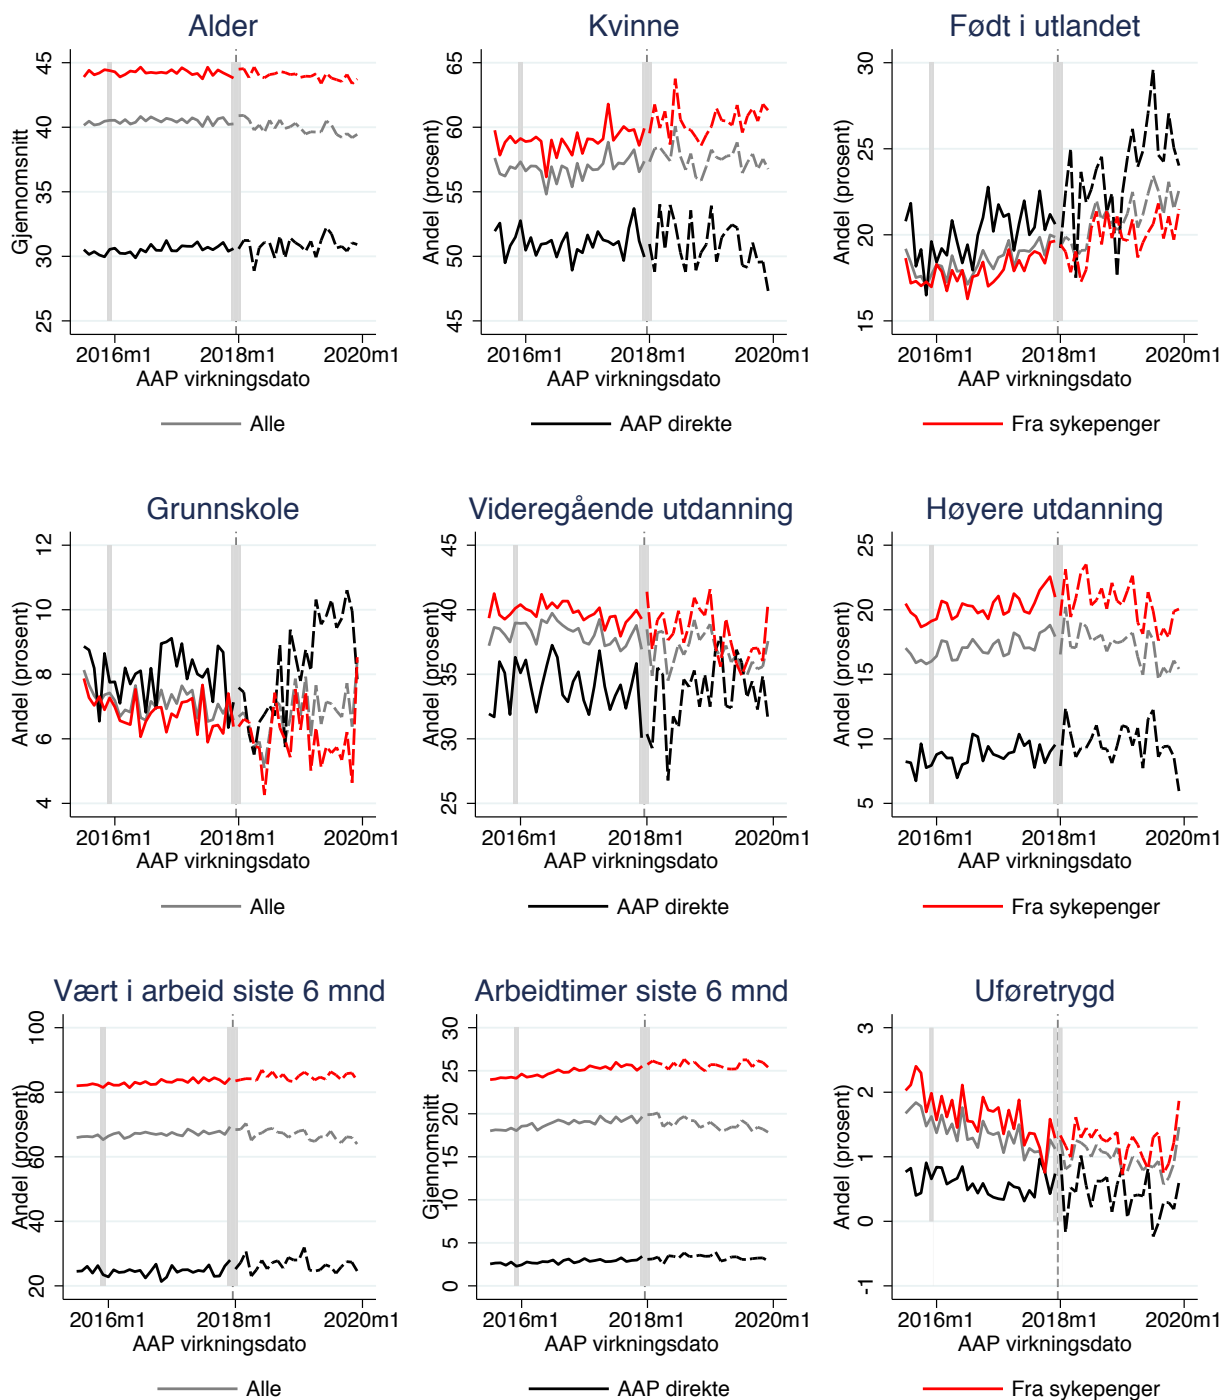 Alder
Kvinne
Født i utlandet
Gjennomsnitt
25 30 35 40 45
2016m1 2018m1 2020m1
AAP virkningsdato
Andel (prosent)
45 50 55 60 65
2016m1 2018m1 2020m1
AAP virkningsdato
Andel (prosent)
15 20 25 30
2016m1 2018m1 2020m1
AAP virkningsdato
Alle
AAP direkte
Fra sykepenger
Grunnskole
Videregående utdanning
Høyere utdanning
Andel (prosent)
4 6 8 10 12
2016m1 2018m1 2020m1
AAP virkningsdato
Andel (prosent)
25 30 35 40 45
2016m1 2018m1 2020m1
AAP virkningsdato
Andel (prosent)
5 10 15 20 25
2016m1 2018m1 2020m1
AAP virkningsdato
Alle
AAP direkte
Fra sykepenger
Vært i arbeid siste 6 mnd
Arbeidtimer siste 6 mnd
Uføretrygd
Andel (prosent)
20 40 60 80 100
2016m1 2018m1 2020m1
AAP virkningsdato
Gjennomsnitt
0 5 10 15 20 25 30
2016m1 2018m1 2020m1
AAP virkningsdato
Andel (prosent)
-1 0 1 2 3
2016m1 2018m1 2020m1
AAP virkningsdato
Alle
AAP direkte
Fra sykepenger